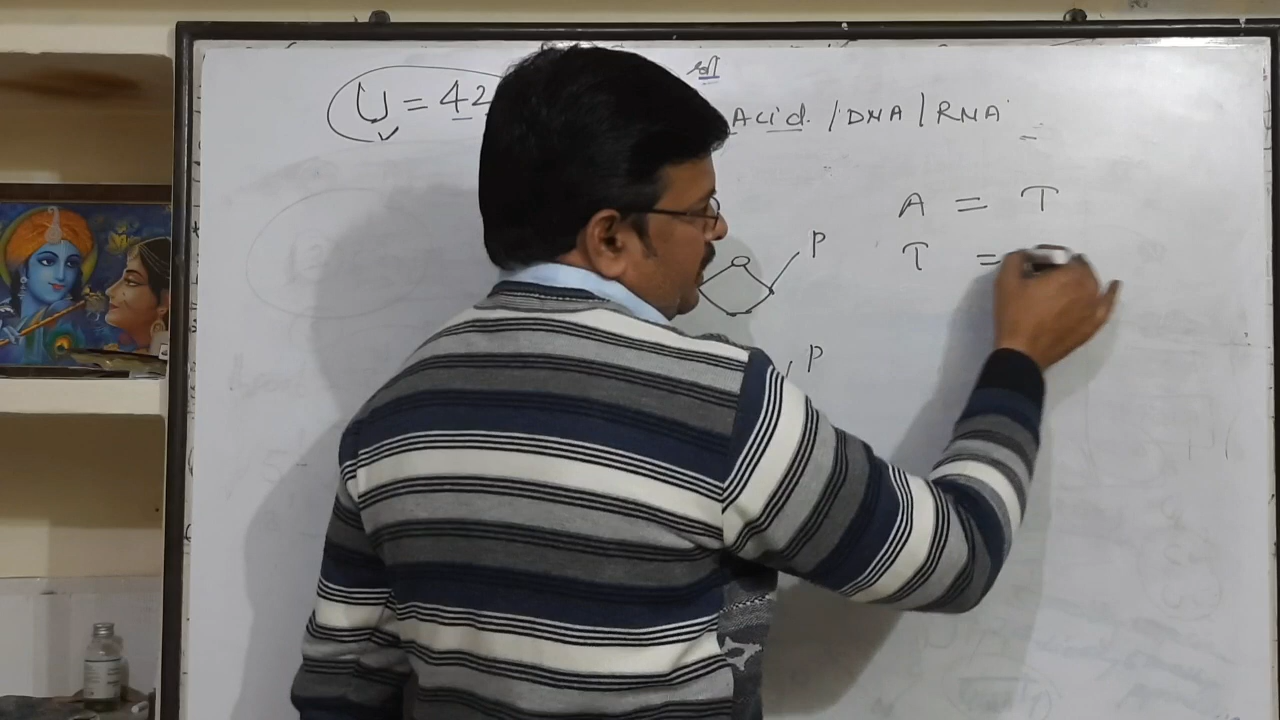 श्री
U = 42
Acid / DNA / RNA
A = T
T =
P
P